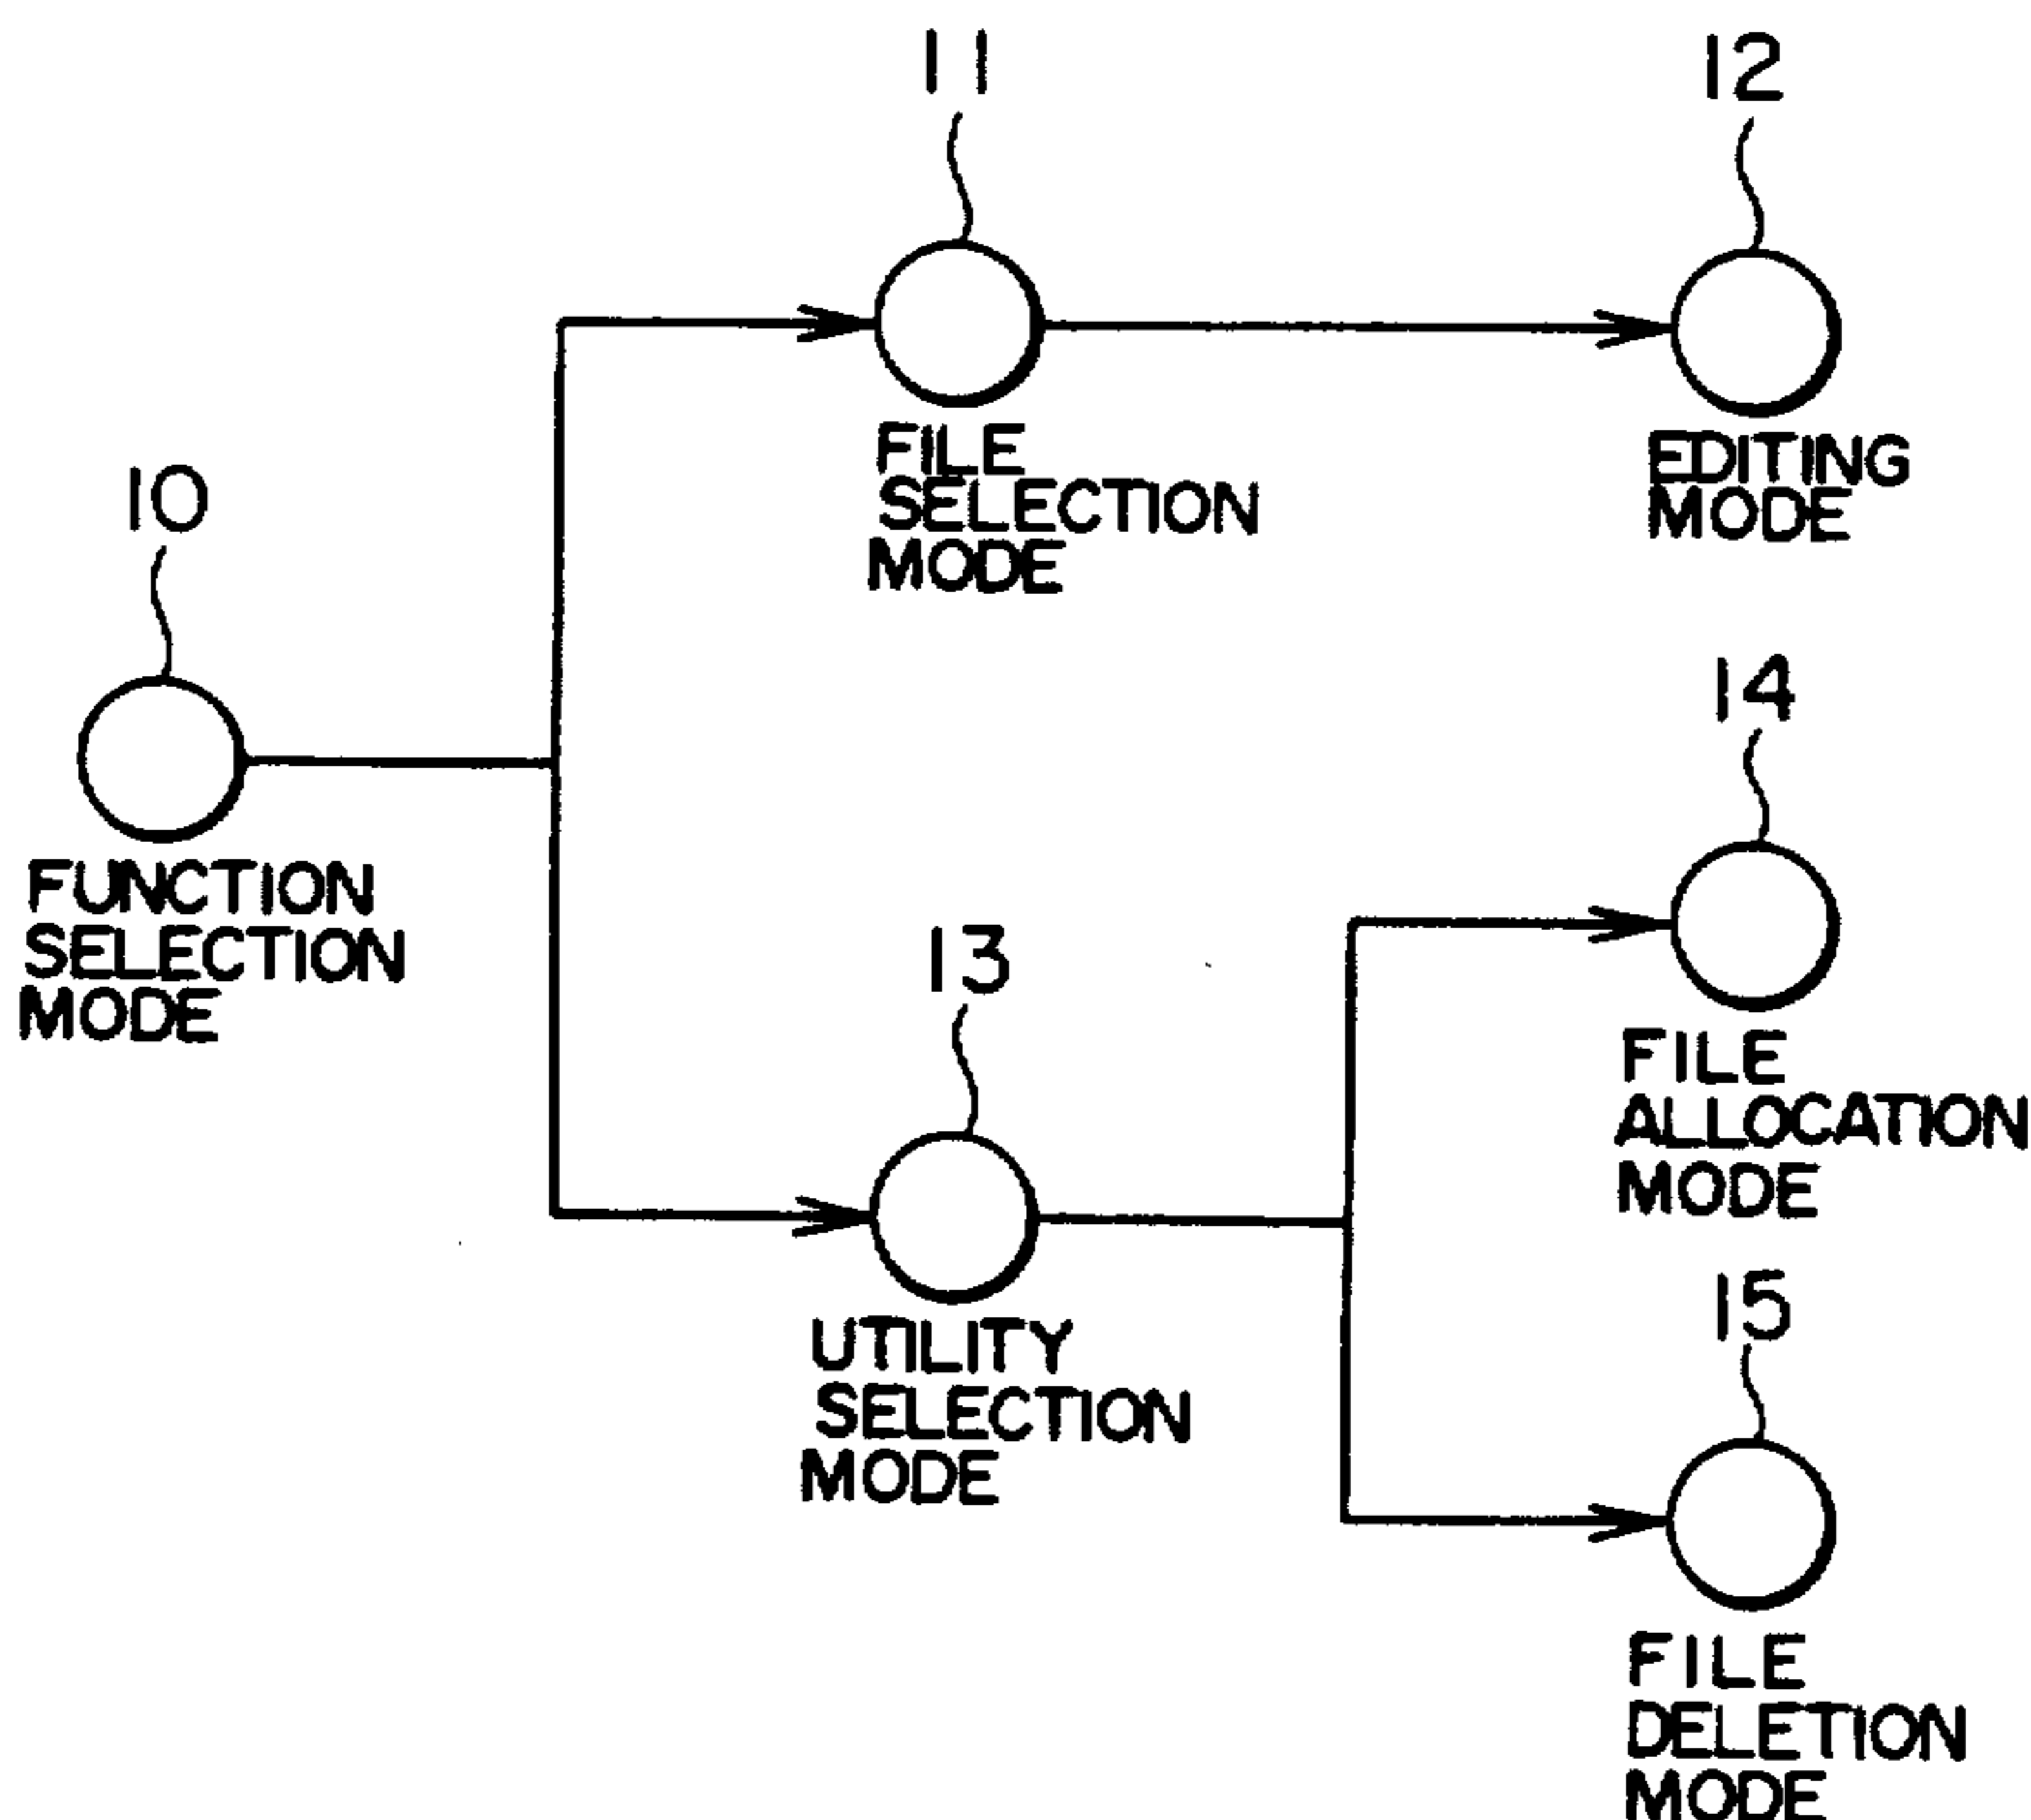 11
12
FILE
SELECTION
MODE
EDITING
MODE
10
FUNCTION
SELECTION
MODE
13
UTILITY
SELECTION
MODE
14
FILE
ALLOCATION
MODE
15
FILE
DELETION
MODE